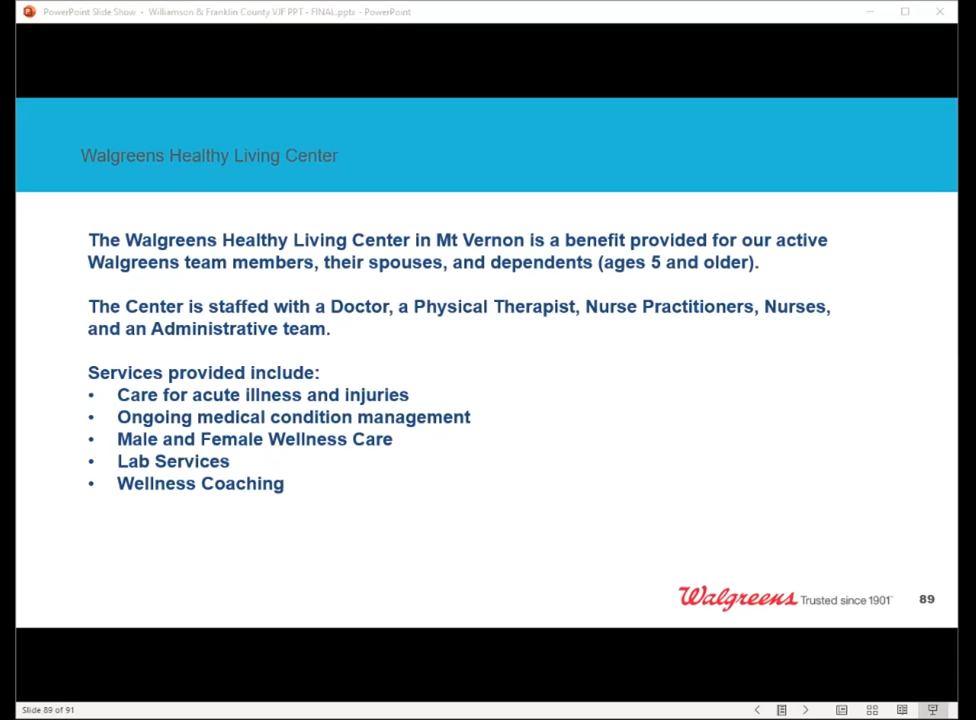 PowerPoint Slide Show - Williamson & Franklin County VJF PPT - FINAL.pptx - PowerPoint
Walgreens Healthy Living Center
The Walgreens Healthy Living Center in Mt Vernon is a benefit provided for our active
Walgreens team members, their spouses, and dependents (ages 5 and older).
The Center is staffed with a Doctor, a Physical Therapist, Nurse Practitioners, Nurses,
and an Administrative team.
Services provided include:
• Care for acute illness and injuries
• Ongoing medical condition management
• Male and Female Wellness Care
• Lab Services
• Wellness Coaching
Walgreens Trusted since 1901 89
Slide 89 of 91